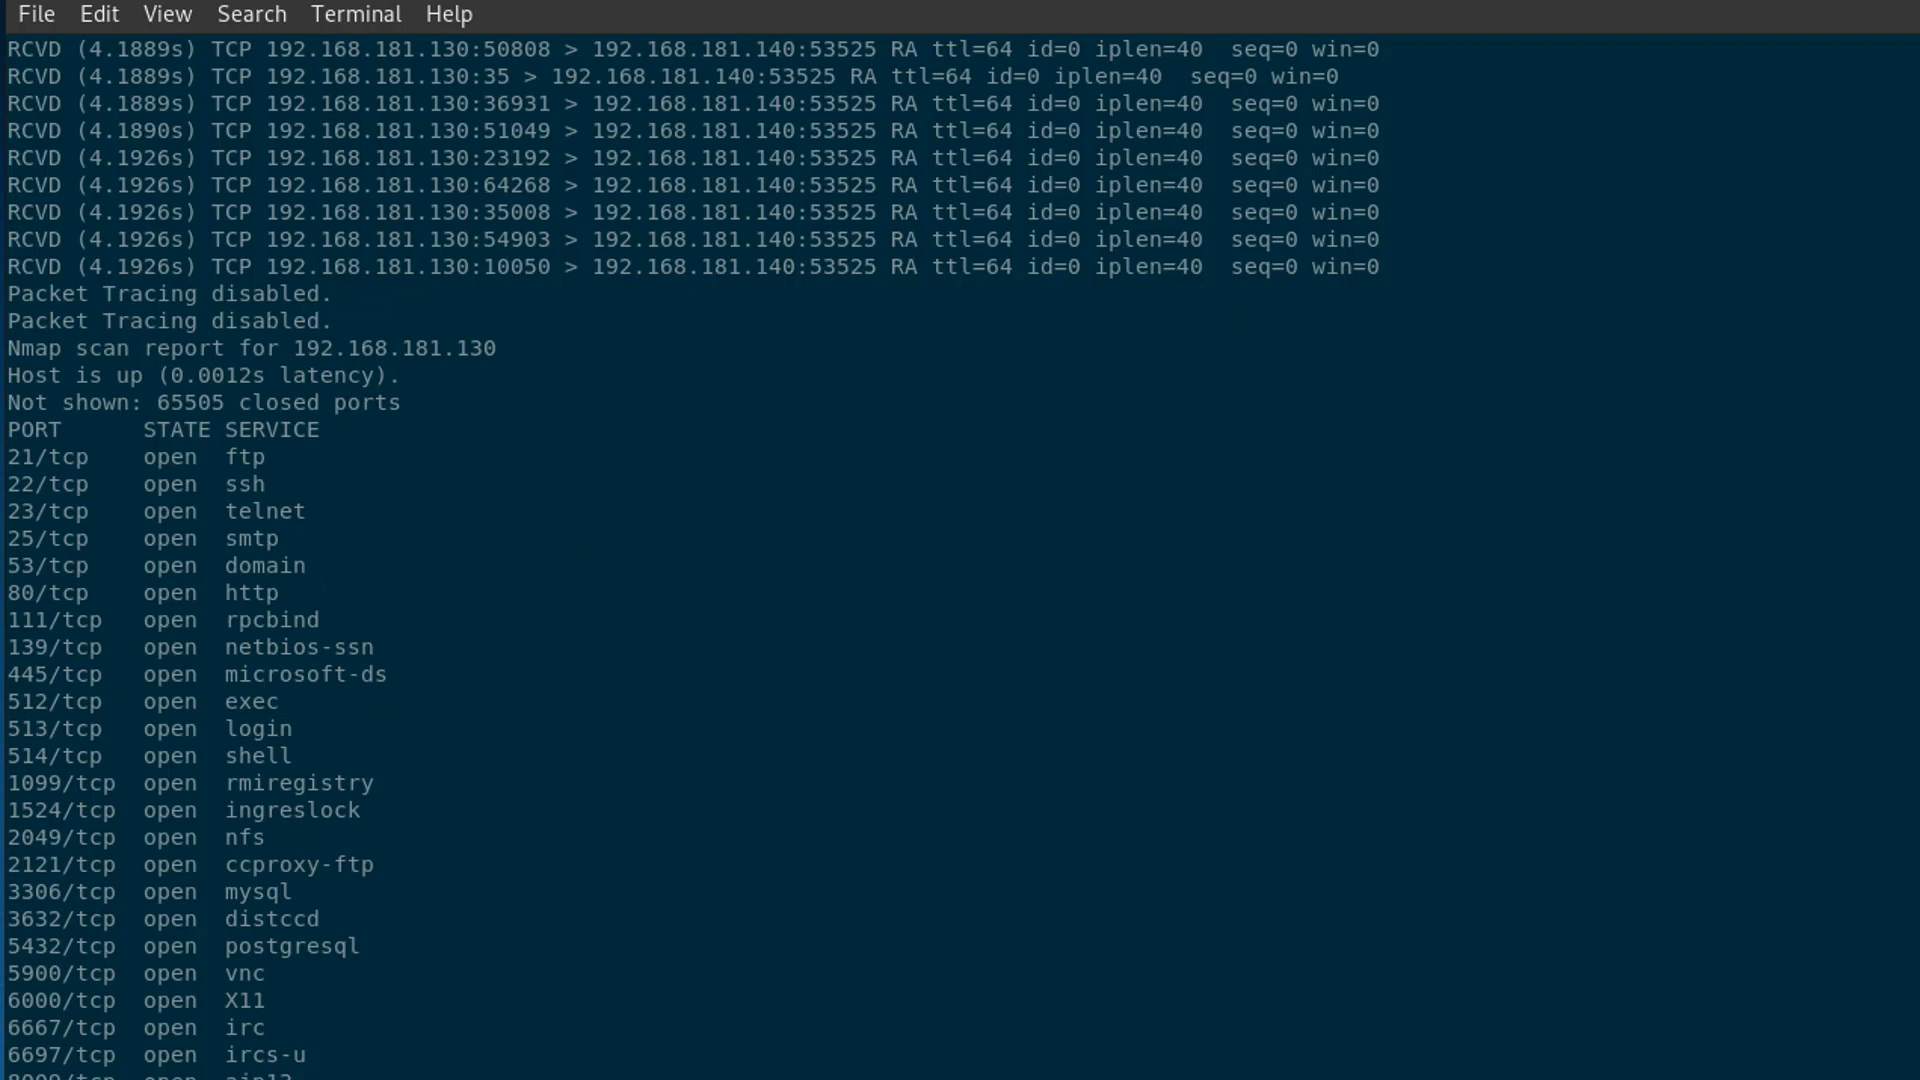 File Edit View Search Terminal Help
RCVD (4.1889s) TCP 192.168.181.130:50808 > 192.168.181.140:53525 RA ttl=64 id=0 iplen=40  seq=0 win=0
RCVD (4.1889s) TCP 192.168.181.130:35 > 192.168.181.140:53525 RA ttl=64 id=0 iplen=40  seq=0 win=0
RCVD (4.1889s) TCP 192.168.181.130:36931 > 192.168.181.140:53525 RA ttl=64 id=0 iplen=40  seq=0 win=0
RCVD (4.1890s) TCP 192.168.181.130:51049 > 192.168.181.140:53525 RA ttl=64 id=0 iplen=40  seq=0 win=0
RCVD (4.1926s) TCP 192.168.181.130:23192 > 192.168.181.140:53525 RA ttl=64 id=0 iplen=40  seq=0 win=0
RCVD (4.1926s) TCP 192.168.181.130:64268 > 192.168.181.140:53525 RA ttl=64 id=0 iplen=40  seq=0 win=0
RCVD (4.1926s) TCP 192.168.181.130:35008 > 192.168.181.140:53525 RA ttl=64 id=0 iplen=40  seq=0 win=0
RCVD (4.1926s) TCP 192.168.181.130:54903 > 192.168.181.140:53525 RA ttl=64 id=0 iplen=40  seq=0 win=0
RCVD (4.1926s) TCP 192.168.181.130:10050 > 192.168.181.140:53525 RA ttl=64 id=0 iplen=40  seq=0 win=0
Packet Tracing disabled.
Packet Tracing disabled.
Nmap scan report for 192.168.181.130
Host is up (0.0012s latency).
Not shown: 65505 closed ports
PORT      STATE SERVICE
21/tcp    open  ftp
22/tcp    open  ssh
23/tcp    open  telnet
25/tcp    open  smtp
53/tcp    open  domain
80/tcp    open  http
111/tcp   open  rpcbind
139/tcp   open  netbios-ssn
445/tcp   open  microsoft-ds
512/tcp   open  exec
513/tcp   open  login
514/tcp   open  shell
1099/tcp  open  rmiregistry
1524/tcp  open  ingreslock
2049/tcp  open  nfs
2121/tcp  open  ccproxy-ftp
3306/tcp  open  mysql
3632/tcp  open  distccd
5432/tcp  open  postgresql
5900/tcp  open  vnc
6000/tcp  open  X11
6667/tcp  open  irc
6697/tcp  open  ircs-u